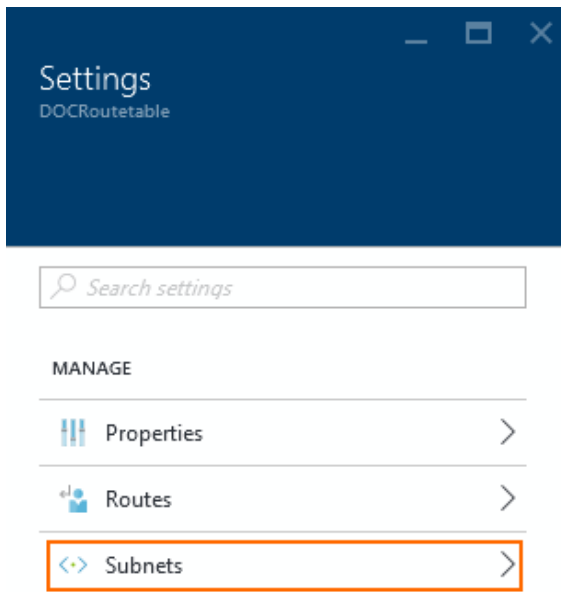 Settings
DOCRoutetable
Search settings
MANAGE
Properties
Routes
Subnets